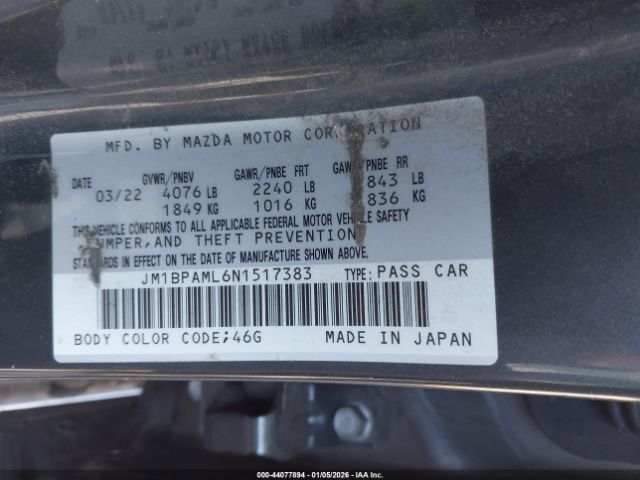 MFD. BY MAZDA MOTOR CORPORATION
DATE GVWR/PNBV GAWR/PNBE FRT GAWR/PNBE RR
03/22 4076 LB 2240 LB 843 LB
1849 KG 1016 KG 836 KG
THIS VEHICLE CONFORMS TO ALL APPLICABLE FEDERAL MOTOR VEHICLE SAFETY
BUMPER, AND THEFT PREVENTION
STANDARDS IN EFFECT ON THE DATE OF MANUFACTURE SHOWN ABOVE.
JM1BPAML6N1517383 TYPE: PASS CAR
BODY COLOR CODE;46G MADE IN JAPAN
000-44077894 - 01/05/2026 - IAA Inc.